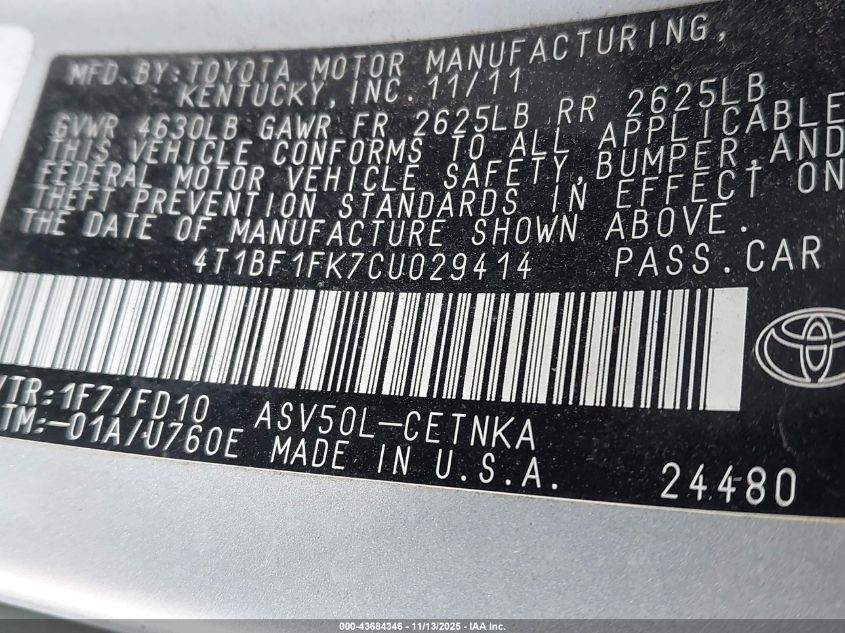 MFD. BY: TOYOTA MOTOR MANUFACTURING,
KENTUCKY, INC. 11/11
GVWR 4630LB GAWR FR 2625LB RR 2625LB
THIS VEHICLE CONFORMS TO ALL APPLICABLE
FEDERAL MOTOR VEHICLE SAFETY, BUMPER, AND
THEFT PREVENTION STANDARDS IN EFFECT ON
THE DATE OF MANUFACTURE SHOWN ABOVE.
4T1BF1FK7CU029414 PASS. CAR
/TR: 1F7/FD10 ASV50L-CETNKA
TM: -01A/U760E MADE IN U.S.A. 24480
000-43684346 - 11/13/2025 - IAA Inc.